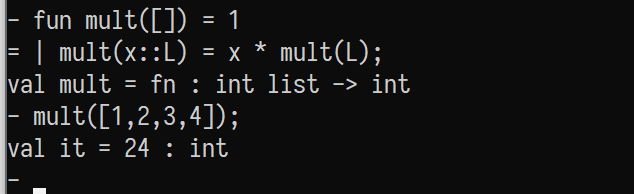 - fun mult([]) = 1
= | mult(x::L) = x * mult(L);
val mult = fn : int list -> int
- mult([1,2,3,4]);
val it = 24 : int
-